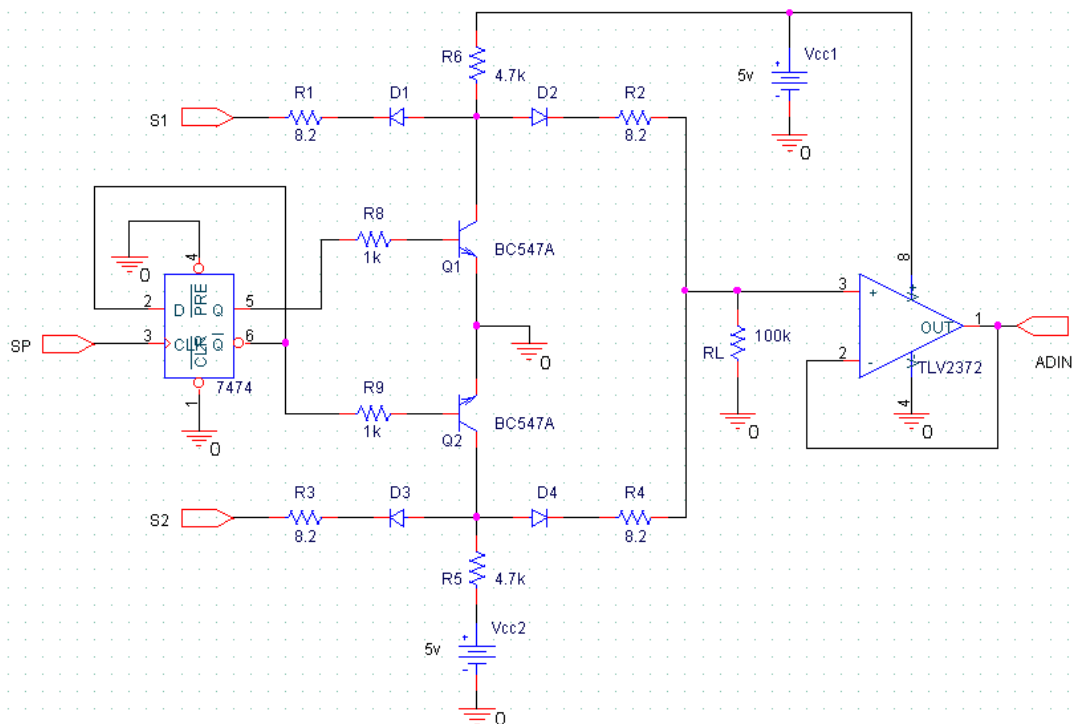 R6
4.7k
Vcc1
5v
+
-
0
R1
8.2
D1
D2
R2
8.2
S1
R8
1k
BC547A
Q1
4
0
2
D
PRE
Q
5
SP
3
CLK
CLR
Q
6
7474
1
0
0
R9
1k
BC547A
Q2
8
3
+
V+
OUT
1
2
-
V-
TLV2372
4
0
ADIN
100k
RL
0
R3
8.2
D3
D4
R4
8.2
S2
R5
4.7k
Vcc2
5v
+
-
0